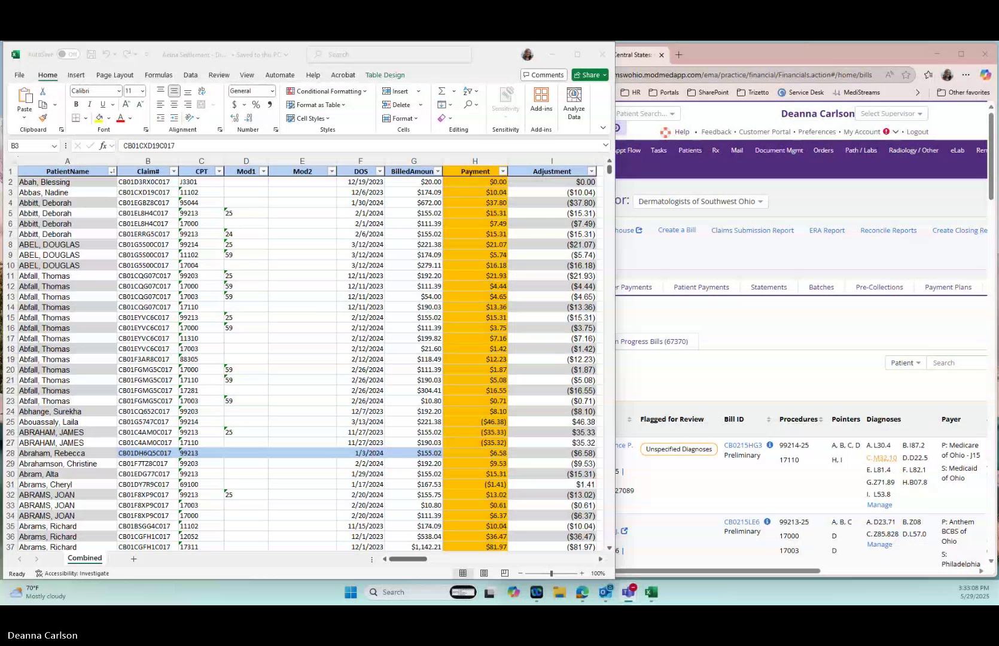 AutoSave Off Aetna Settlement - Di... • Saved to this PC Search
File Home Insert Page Layout Formulas Data Review View Automate Help Acrobat Table Design Comments Share
Paste Calibri 11 General Conditional Formatting Insert Sensitivity Add-ins Analyze Data
B I U A A $ % Format as Table Delete
A Cell Styles Format
Clipboard Font Alignment Number Styles Cells Editing Sensitivity Add-ins
B3 fx CB01CXD19C017
A B C D E F G H I
1 PatientName Claim# CPT Mod1 Mod2 DOS BilledAmoun Payment Adjustment
2 Abah, Blessing CB01D3RX0C017 J3301 12/19/2023 $20.00 $0.00 $0.00
3 Abbas, Nadine CB01CXD19C017 11102 12/6/2023 $174.09 $10.04 ($10.04)
4 Abbitt, Deborah CB01EGBZ8C017 95044 1/30/2024 $672.00 $37.80 ($37.80)
5 Abbitt, Deborah CB01EL8H4C017 99213 25 2/1/2024 $155.02 $15.31 ($15.31)
6 Abbitt, Deborah CB01EL8H4C017 17000 2/1/2024 $111.39 $7.49 ($7.49)
7 Abbitt, Deborah CB01ERRG5C017 99213 24 2/6/2024 $155.02 $15.31 ($15.31)
8 ABEL, DOUGLAS CB01G5S00C017 99214 25 3/12/2024 $221.38 $21.07 ($21.07)
9 ABEL, DOUGLAS CB01G5S00C017 11102 59 3/12/2024 $174.09 $5.74 ($5.74)
10 ABEL, DOUGLAS CB01G5S00C017 17004 3/12/2024 $279.11 $16.18 ($16.18)
11 Abfall, Thomas CB01CQG07C017 99203 25 12/11/2023 $192.20 $21.93 ($21.93)
12 Abfall, Thomas CB01CQG07C017 17000 59 12/11/2023 $111.39 $4.44 ($4.44)
13 Abfall, Thomas CB01CQG07C017 17003 59 12/11/2023 $54.00 $4.65 ($4.65)
14 Abfall, Thomas CB01CQG07C017 17110 12/11/2023 $190.03 $13.36 ($13.36)
15 Abfall, Thomas CB01EYVC6C017 99213 25 2/12/2024 $155.02 $15.31 ($15.31)
16 Abfall, Thomas CB01EYVC6C017 17000 59 2/12/2024 $111.39 $3.75 ($3.75)
17 Abfall, Thomas CB01EYVC6C017 11310 2/12/2024 $199.82 $7.16 ($7.16)
18 Abfall, Thomas CB01EYVC6C017 17003 2/12/2024 $21.60 $1.42 ($1.42)
19 Abfall, Thomas CB01F3AR8C017 88305 2/12/2024 $118.49 $12.23 ($12.23)
20 Abfall, Thomas CB01FGMG5C017 17000 59 2/26/2024 $111.39 $1.87 ($1.87)
21 Abfall, Thomas CB01FGMG5C017 17110 59 2/26/2024 $190.03 $5.08 ($5.08)
22 Abfall, Thomas CB01FGMG5C017 17281 2/26/2024 $304.41 $16.55 ($16.55)
23 Abfall, Thomas CB01FGMG5C017 17003 59 2/26/2024 $10.80 $0.71 ($0.71)
24 Abhange, Surekha CB01CQ652C017 99203 12/7/2023 $192.20 $8.10 ($8.10)
25 Abouassaly, Laila CB01G5747C017 99214 3/13/2024 $221.38 ($46.38) $46.38
26 ABRAHAM, JAMES CB01C4AM0C017 99213 25 11/27/2023 $155.02 ($35.33) $35.33
27 ABRAHAM, JAMES CB01C4AM0C017 17110 11/27/2023 $190.03 ($35.32) $35.32
28 Abraham, Rebecca CB01DH6Q5C017 99213 1/3/2024 $155.02 $6.58 ($6.58)
29 Abrahamson, Christine CB01F7TZ8C017 99203 2/2/2024 $192.20 $9.53 ($9.53)
30 Abram, Alta CB01EDG77C017 99213 1/29/2024 $155.02 $15.31 ($15.31)
31 Abrams, Cheryl CB01DY7R9C017 69100 1/17/2024 $167.53 ($1.41) $1.41
32 ABRAMS, JOAN CB01F8XP9C017 99213 25 2/20/2024 $155.75 $13.02 ($13.02)
33 ABRAMS, JOAN CB01F8XP9C017 17003 2/20/2024 $10.80 $0.61 ($0.61)
34 ABRAMS, JOAN CB01F8XP9C017 17000 2/20/2024 $111.39 $6.37 ($6.37)
35 Abrams, Richard CB01BSGG4C017 11102 11/15/2023 $174.09 $10.04 ($10.04)
36 Abrams, Richard CB01CGFH1C017 12052 12/1/2023 $538.04 $36.47 ($36.47)
37 Abrams, Richard CB01CGFH1C017 17311 12/1/2023 $1,142.21 $81.97 ($81.97)
Combined
Ready Accessibility: Investigate 100%
entral States:
mswohio.modmedapp.com/ema/practice/financial/Financials.action#/home/bills
HR Portals SharePoint Trizetto Service Desk MediStreams Other favorites
Patient Search... Deanna Carlson Select Supervisor
Help • Feedback • Customer Portal • Preferences • My Account • Logout
Appt Flow Tasks Patients Rx Mail Document Mgmt Orders Path / Labs Radiology / Other eLab Ren
or: Dermatologists of Southwest Ohio
house Create a Bill Claims Submission Report ERA Report Reconcile Reports Create Closing Re
r Payments Patient Payments Statements Batches Pre-Collections Payment Plans
n Progress Bills (67370)
Patient Search
Flagged for Review Bill ID Procedures Pointers Diagnoses Payer
nce P. Unspecified Diagnoses CB0215HG3 99214-25 A, B, C, D A. L30.4 B. I87.2 P: Medicare
Preliminary 17110 H, I C. M32.10 D.D22.5 of Ohio - J15
5 | E. L81.4 F. L82.1 S: Medicaid
G.Z71.89 H.B07.8 of Ohio
27089 I. L53.8
Manage
CB0215LE6 99213-25 A, B, C A. D23.71 B. Z08 P: Anthem
J. Preliminary 17000 D C. Z85.828 D.L57.0 BCBS of
6 | 17003 D Manage Ohio
S:
Philadelphia
70°F
Mostly cloudy
Search
3:33:08 PM
5/29/2025
Deanna Carlson